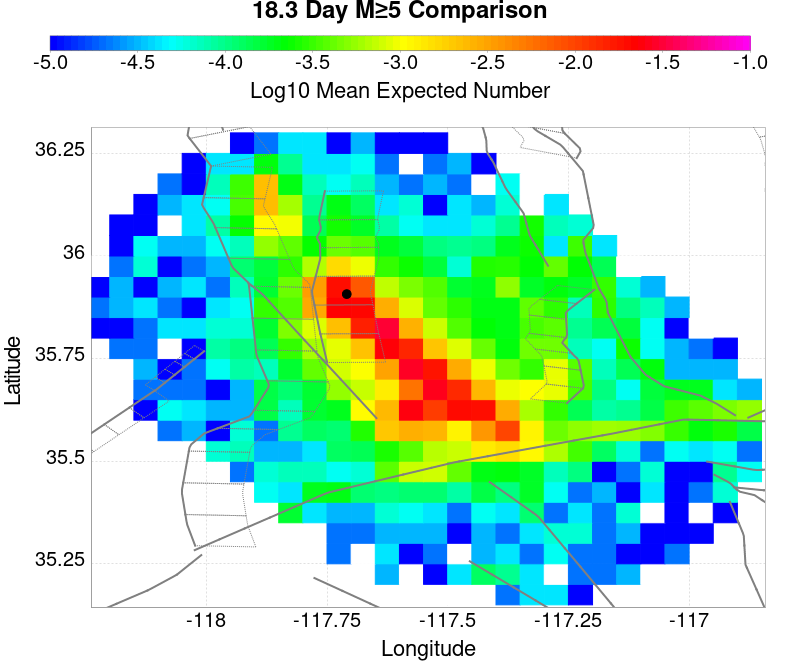 18.3 Day M≥5 Comparison
-5.0 -4.5 -4.0 -3.5 -3.0 -2.5 -2.0 -1.5 -1.0
Log10 Mean Expected Number
36.25
36
35.75
35.5
35.25
Latitude
-118 -117.75 -117.5 -117.25 -117
Longitude